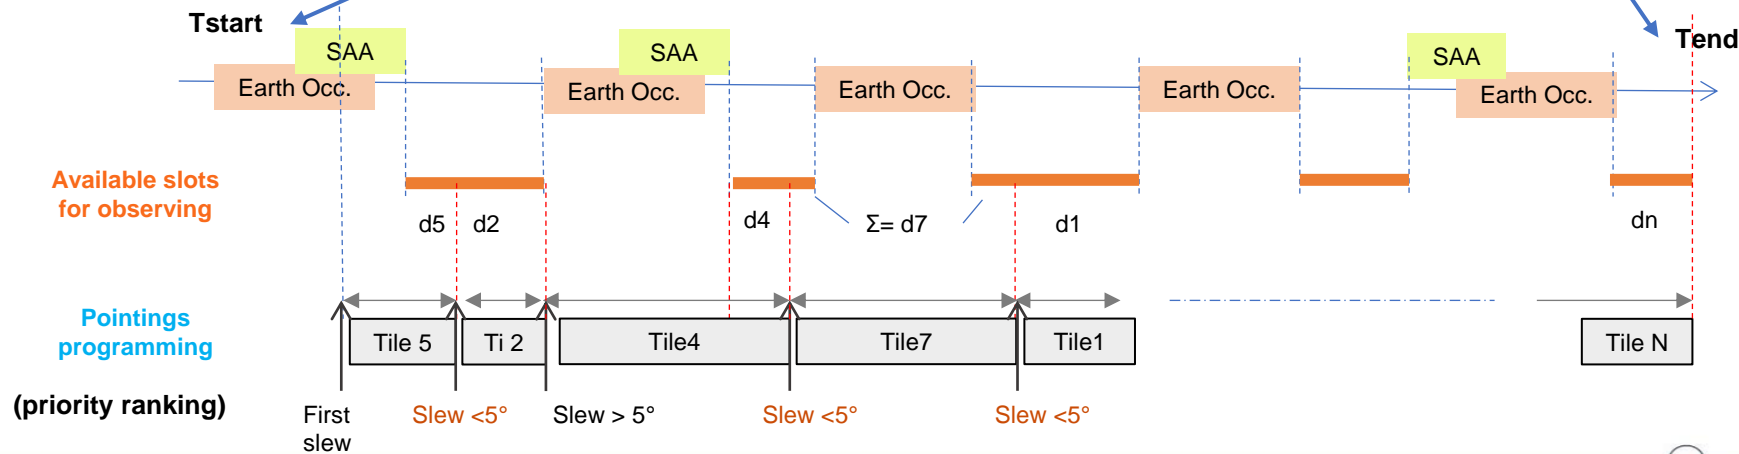 Tstart
Tend
SAA
SAA
SAA
Earth Occ.
Earth Occ.
Earth Occ.
Earth Occ.
Earth Occ.
Available slots
for observing
d5
d2
d4
Σ= d7
d1
dn
Pointings
programming
Tile 5
Ti 2
Tile4
Tile7
Tile1
Tile N
(priority ranking)
First
slew
Slew <5°
Slew > 5°
Slew <5°
Slew <5°